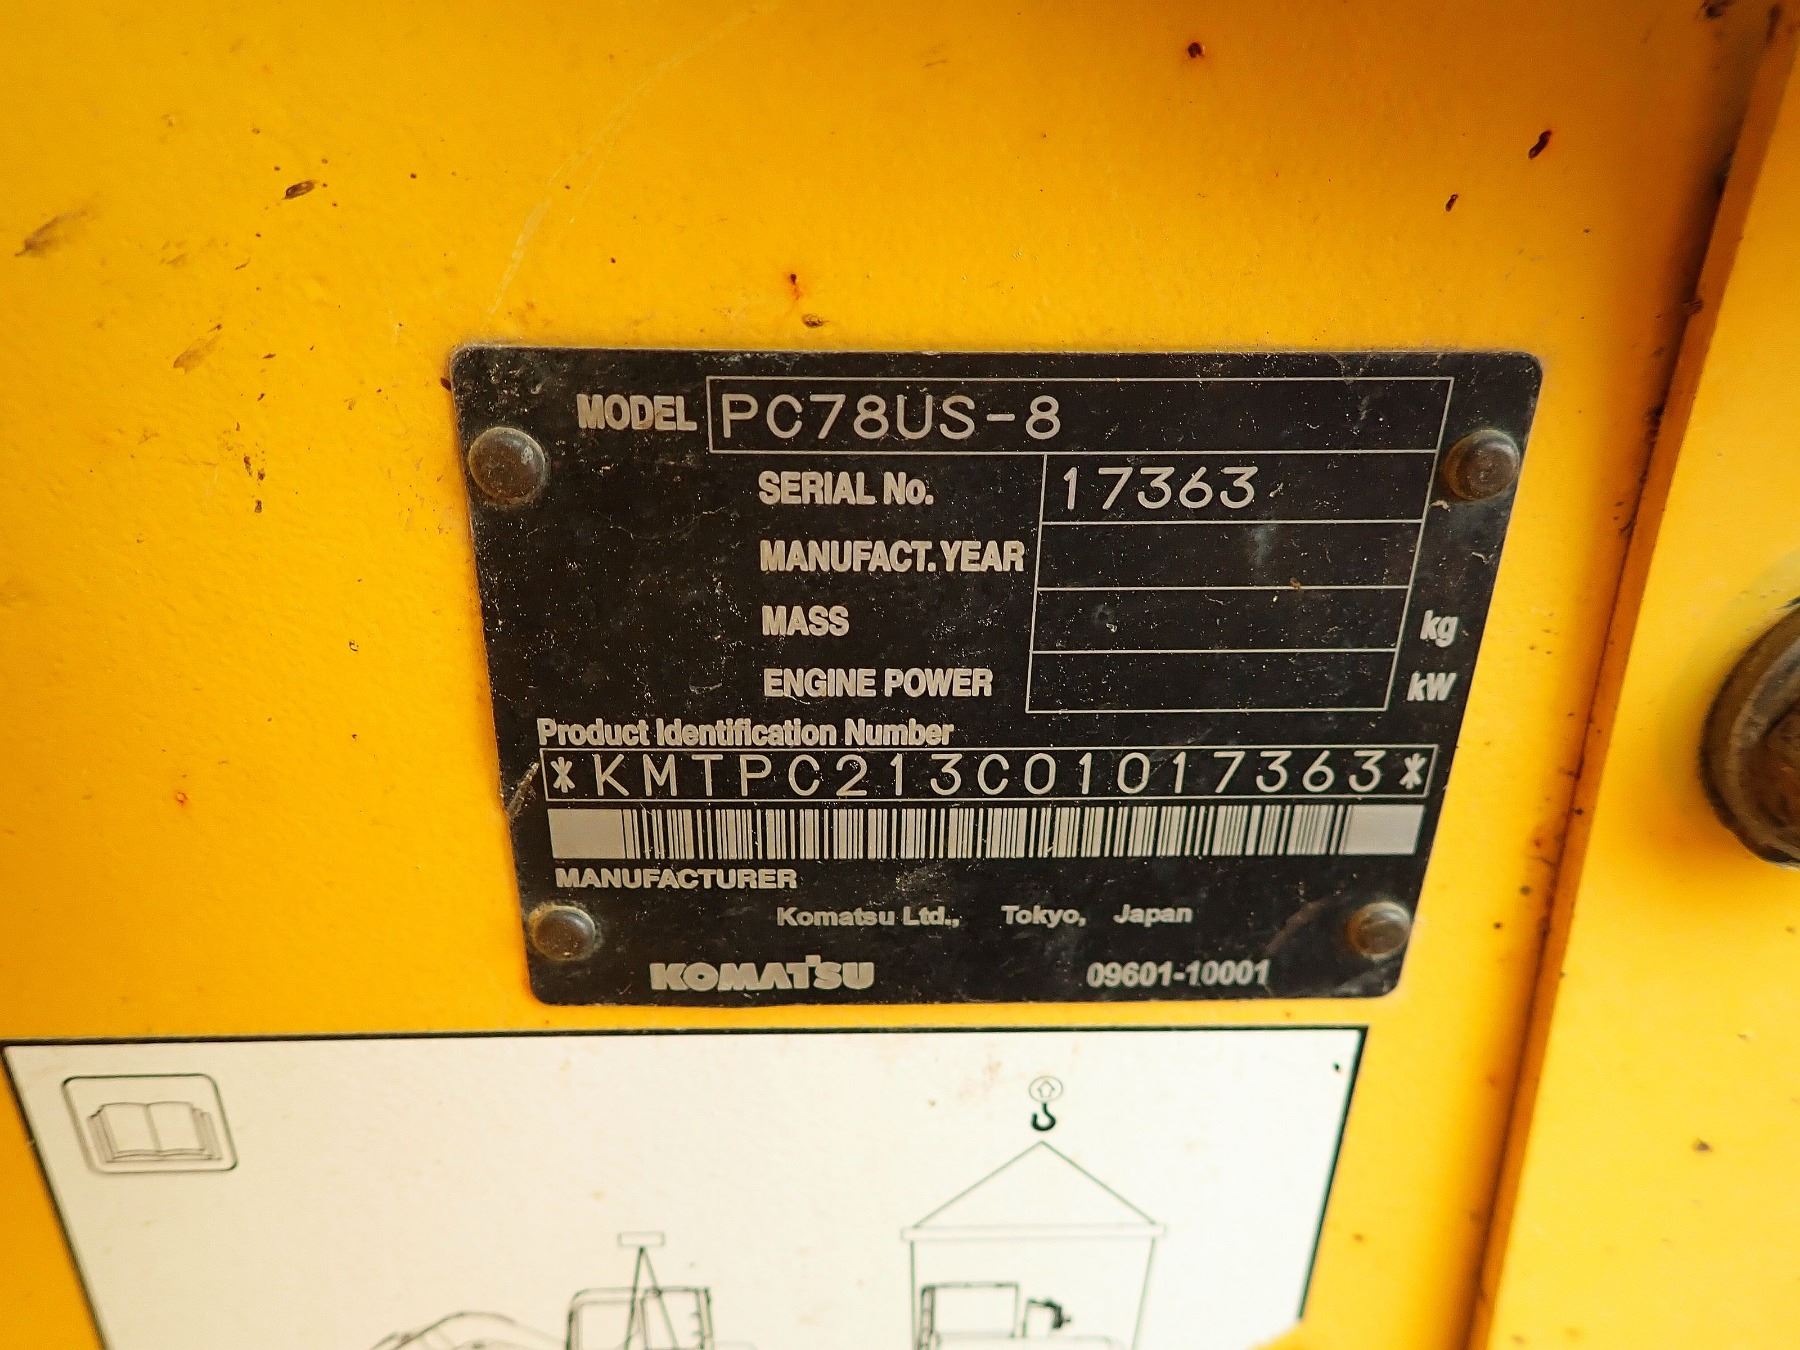 MODEL PC78US-8
SERIAL No. 17363
MANUFACT. YEAR
MASS kg
ENGINE POWER kW
Product Identification Number
*KMTPC213C01017363*
MANUFACTURER
Komatsu Ltd., Tokyo, Japan
KOMATSU 09601-10001